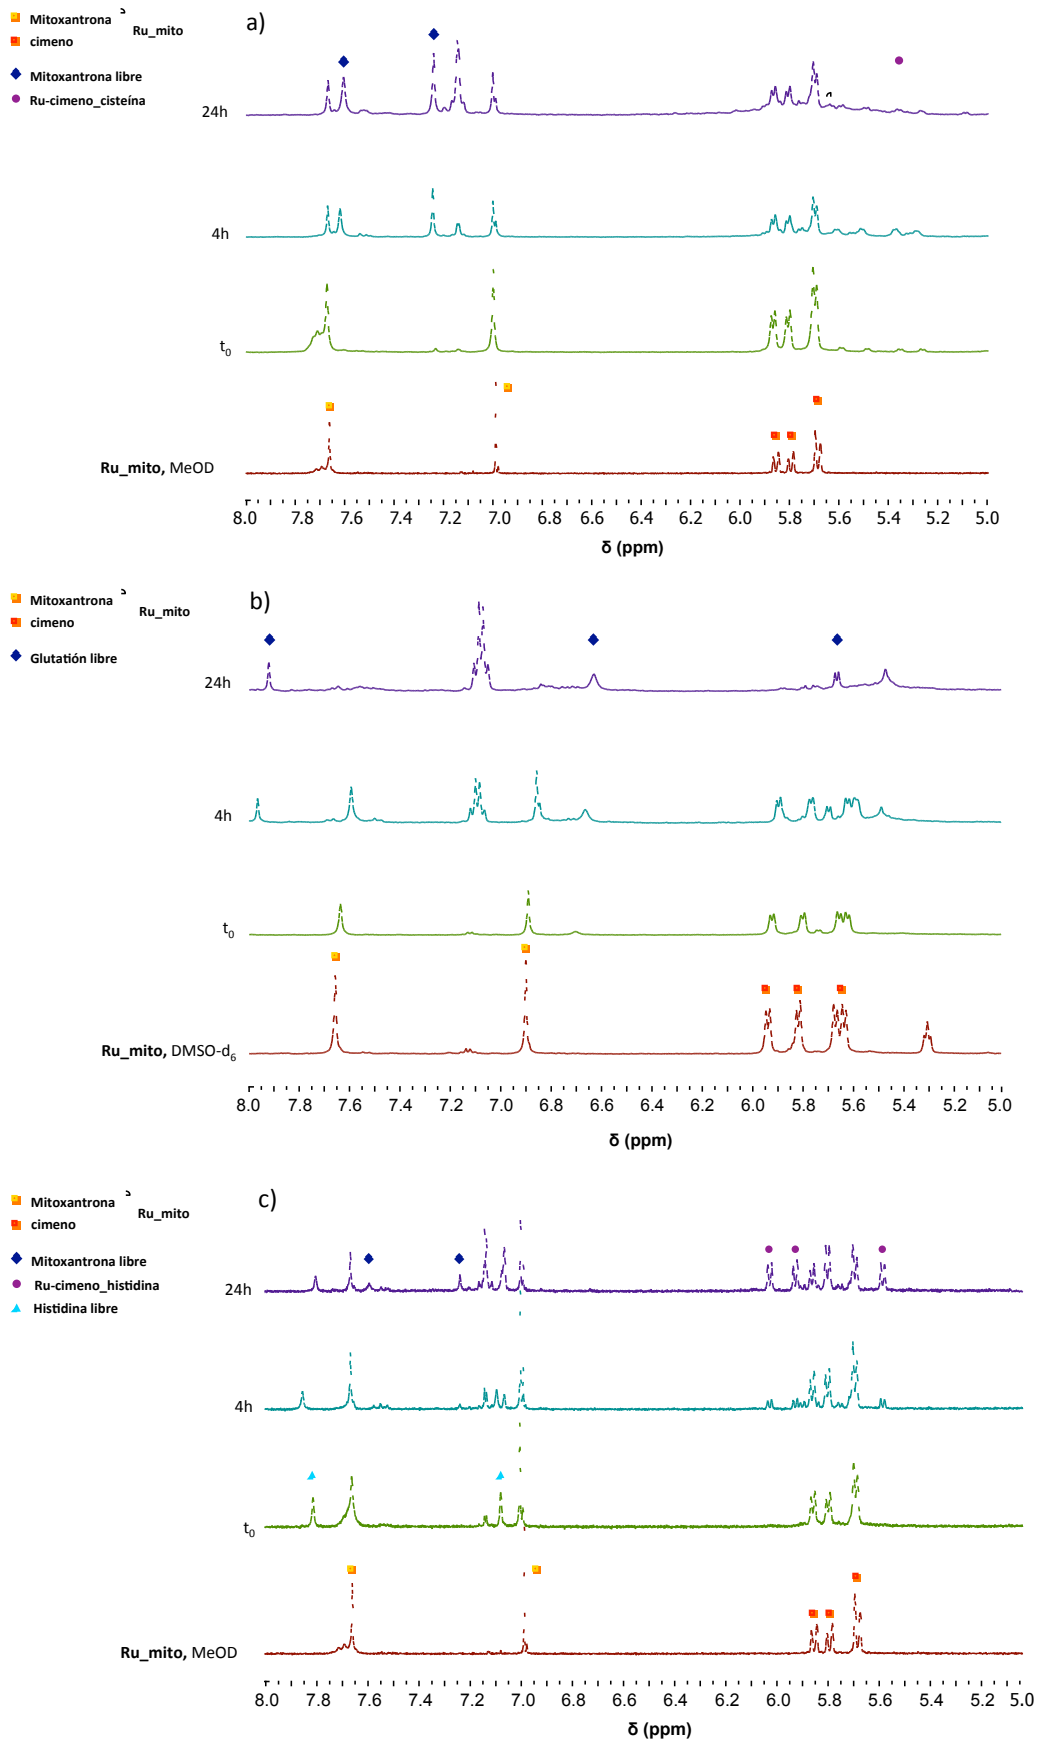 a)
Mitoxantrona
cimeno
Ru_mito
Mitoxantrona libre
Ru-cimeno_cisteína
24h
4h
t0
Ru_mito, MeOD
8.0 7.8 7.6 7.4 7.2 7.0 6.8 6.6 6.4 6.2 6.0 5.8 5.6 5.4 5.2 5.0
δ (ppm)
b)
Mitoxantrona
cimeno
Ru_mito
Glutatión libre
24h
4h
t0
Ru_mito, DMSO-d6
8.0 7.8 7.6 7.4 7.2 7.0 6.8 6.6 6.4 6.2 6.0 5.8 5.6 5.4 5.2 5.0
δ (ppm)
c)
Mitoxantrona
cimeno
Ru_mito
Mitoxantrona libre
Ru-cimeno_histidina
Histidina libre
24h
4h
t0
Ru_mito, MeOD
8.0 7.8 7.6 7.4 7.2 7.0 6.8 6.6 6.4 6.2 6.0 5.8 5.6 5.4 5.2 5.0
δ (ppm)